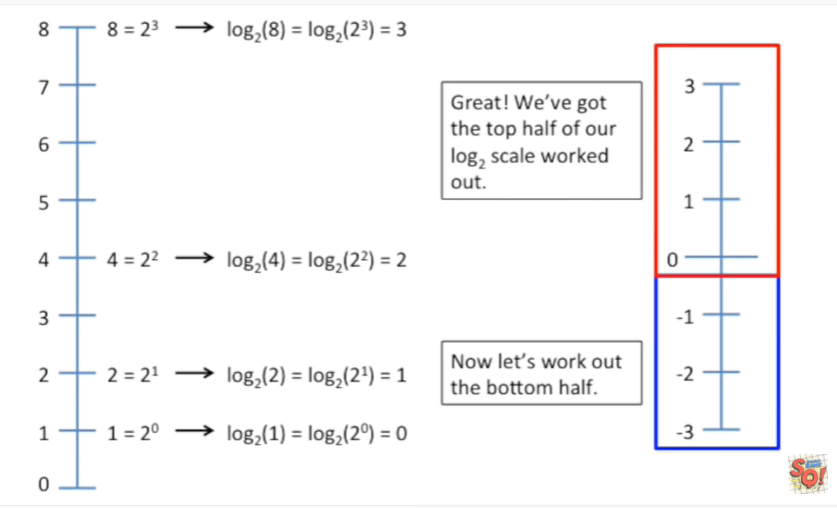 8 8 = 2³ → log₂(8) = log₂(2³) = 3
7
6
5
4 4 = 2² → log₂(4) = log₂(2²) = 2
3
2 2 = 2¹ → log₂(2) = log₂(2¹) = 1
1 1 = 2⁰ → log₂(1) = log₂(2⁰) = 0
0
Great! We’ve got
the top half of our
log₂ scale worked
out.
Now let’s work out
the bottom half.
3
2
1
0
-1
-2
-3
SQ!